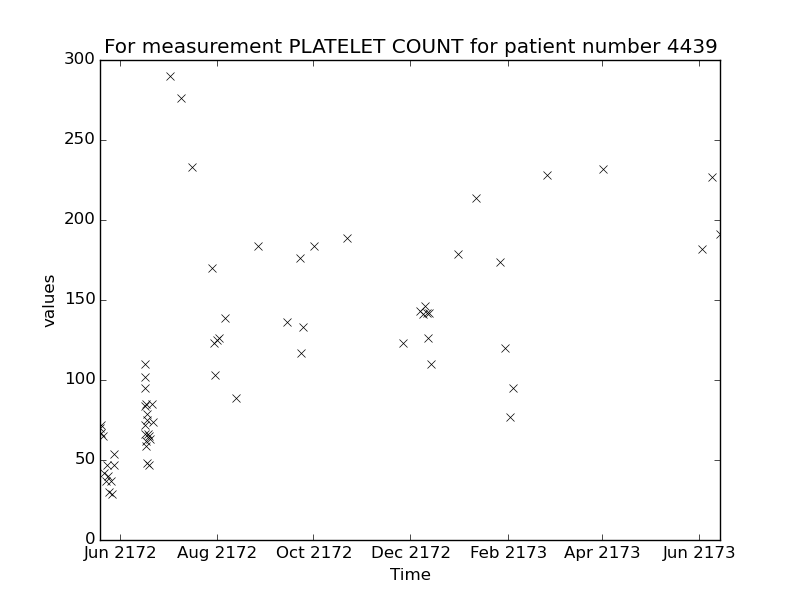 For measurement PLATELET COUNT for patient number 4439
300
250
200
150
100
50
0
values
Jun 2172 Aug 2172 Oct 2172 Dec 2172 Feb 2173 Apr 2173 Jun 2173
Time